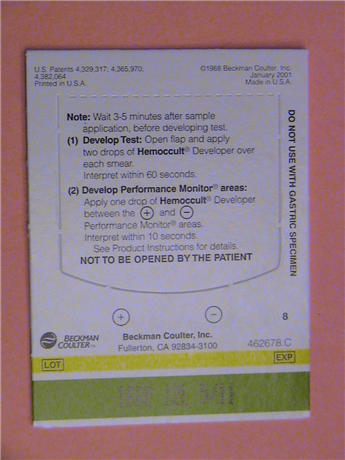 U.S. Patents 4,329,317; 4,365,970;
4,382,064
Printed in U.S.A.
©1988 Beckman Coulter, Inc.
January 2001
Made in U.S.A.
Note: Wait 3-5 minutes after sample
application, before developing test.
(1) Develop Test: Open flap and apply
two drops of Hemoccult® Developer over
each smear.
Interpret within 60 seconds.
(2) Develop Performance Monitor® areas:
Apply one drop of Hemoccult® Developer
between the ⊕ and ⊖
Performance Monitor® areas.
Interpret within 10 seconds.
See Product Instructions for details.
NOT TO BE OPENED BY THE PATIENT
DO NOT USE WITH GASTRIC SPECIMEN
⊕ ⊖ 8
BECKMAN
COULTER™
Beckman Coulter, Inc.
Fullerton, CA 92834-3100
462678.C
LOT EXP